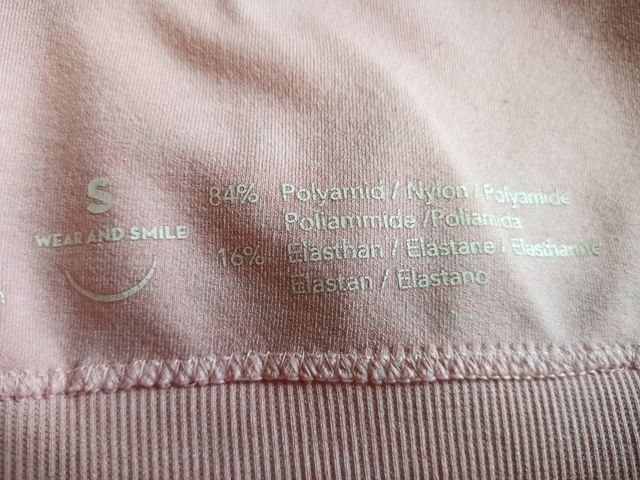 S
WEAR AND SMILE
84% Polyamid / Nylon / Polyamide
Poliammide / Poliamida
16% Elasthan / Elastane / Elasthanne
Elastan / Elastano